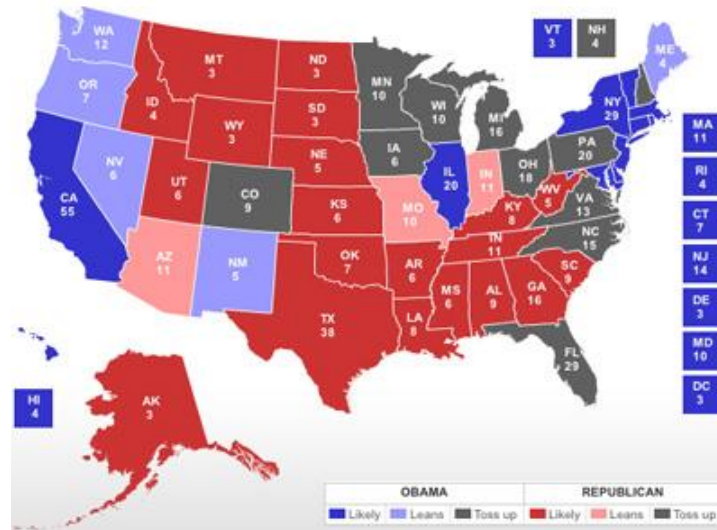 WA
12
OR
7
CA
55
NV
6
ID
4
MT
3
WY
3
UT
6
AZ
11
CO
9
NM
5
ND
3
SD
3
NE
5
KS
6
OK
7
TX
38
MN
10
IA
6
MO
10
AR
6
LA
8
WI
10
IL
20
MI
16
IN
11
OH
18
KY
8
TN
11
MS
6
AL
9
GA
16
FL
29
SC
9
NC
15
VA
13
WV
5
PA
20
NY
29
VT
3
NH
4
ME
4
MA
11
RI
4
CT
7
NJ
14
DE
3
MD
10
DC
3
HI
4
AK
3
OBAMA REPUBLICAN
Likely Leans Toss up Likely Leans Toss up